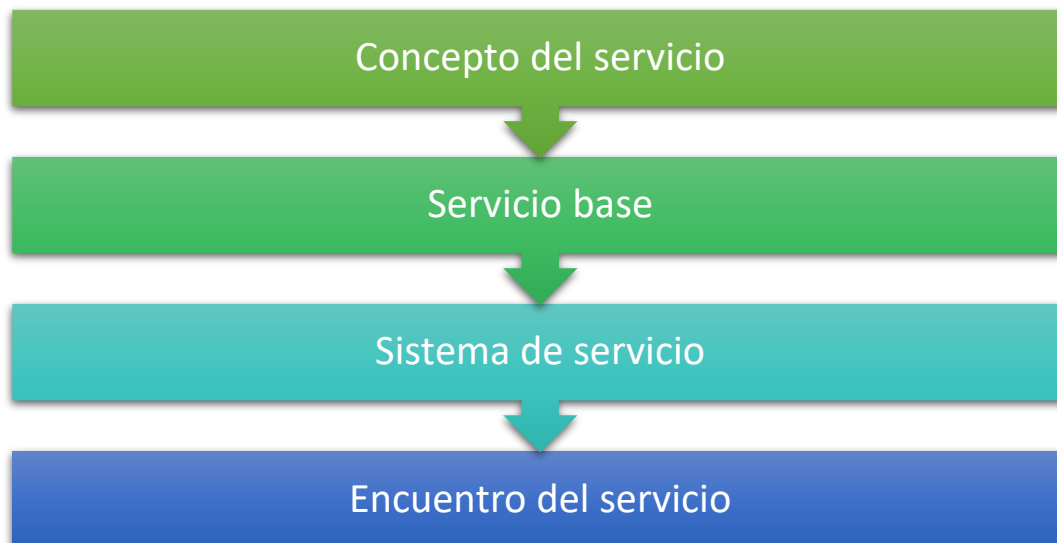 Concepto del servicio
Servicio base
Sistema de servicio
Encuentro del servicio